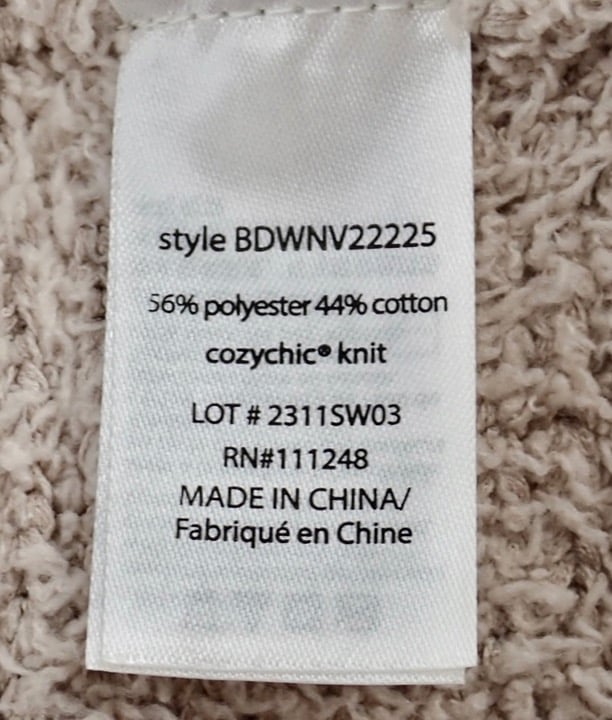 style BDWNV22225
56% polyester 44% cotton
cozychic® knit
LOT # 2311SW03
RN#111248
MADE IN CHINA/
Fabriqué en Chine